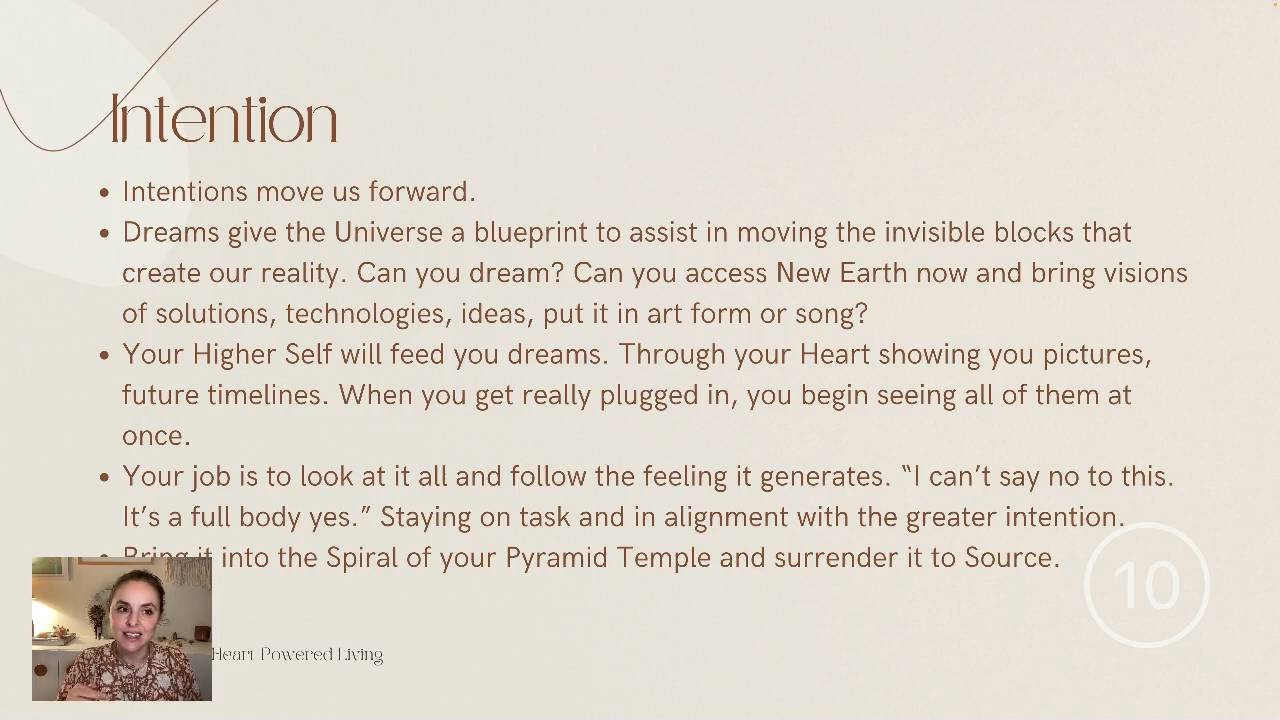 Intention
• Intentions move us forward.
• Dreams give the Universe a blueprint to assist in moving the invisible blocks that
create our reality. Can you dream? Can you access New Earth now and bring visions
of solutions, technologies, ideas, put it in art form or song?
• Your Higher Self will feed you dreams. Through your Heart showing you pictures,
future timelines. When you get really plugged in, you begin seeing all of them at
once.
• Your job is to look at it all and follow the feeling it generates. “I can’t say no to this.
It’s a full body yes.” Staying on task and in alignment with the greater intention.
• Bring it into the Spiral of your Pyramid Temple and surrender it to Source.
10
Heart Powered Living